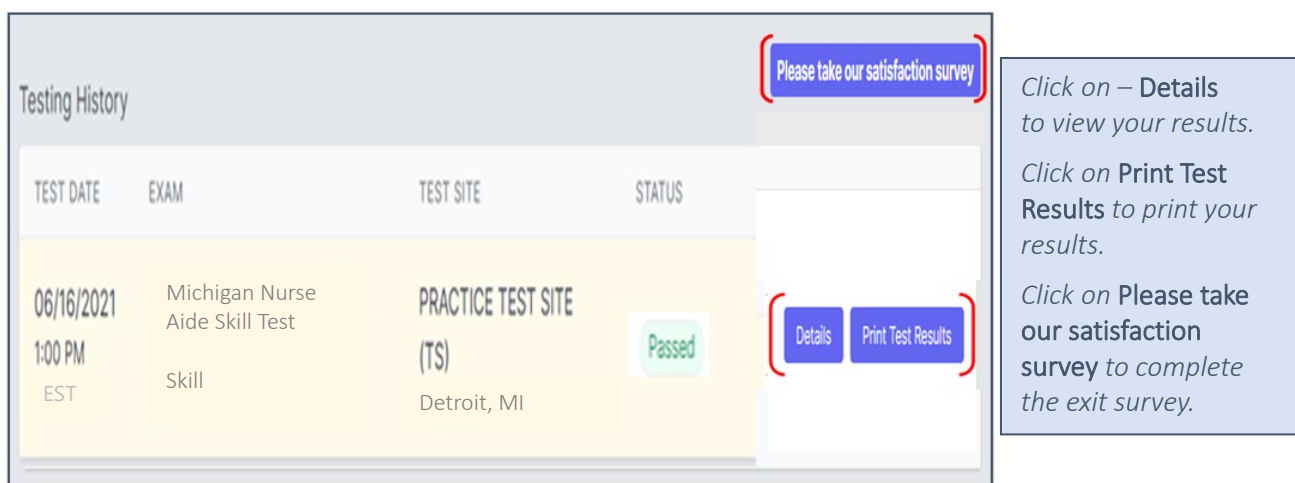 Please take our satisfaction survey
Testing History
TEST DATE EXAM TEST SITE STATUS
06/16/2021
1:00 PM
EST
Michigan Nurse
Aide Skill Test
Skill
PRACTICE TEST SITE
(TS)
Detroit, MI
Passed
Details Print Test Results
Click on – Details
to view your results.
Click on Print Test
Results to print your
results.
Click on Please take
our satisfaction
survey to complete
the exit survey.